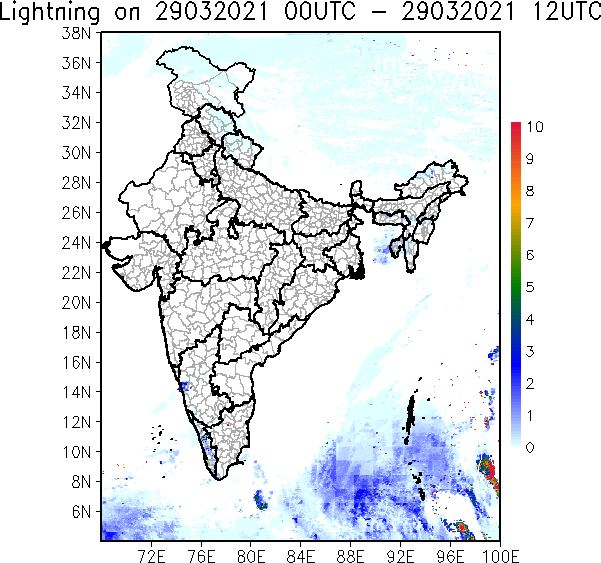 Lightning on 29032021 00UTC – 29032021 12UTC
38N
36N
34N
32N
30N
28N
26N
24N
22N
20N
18N
16N
14N
12N
10N
8N
6N
72E 76E 80E 84E 88E 92E 96E 100E
10
9
8
7
6
5
4
3
2
1
0